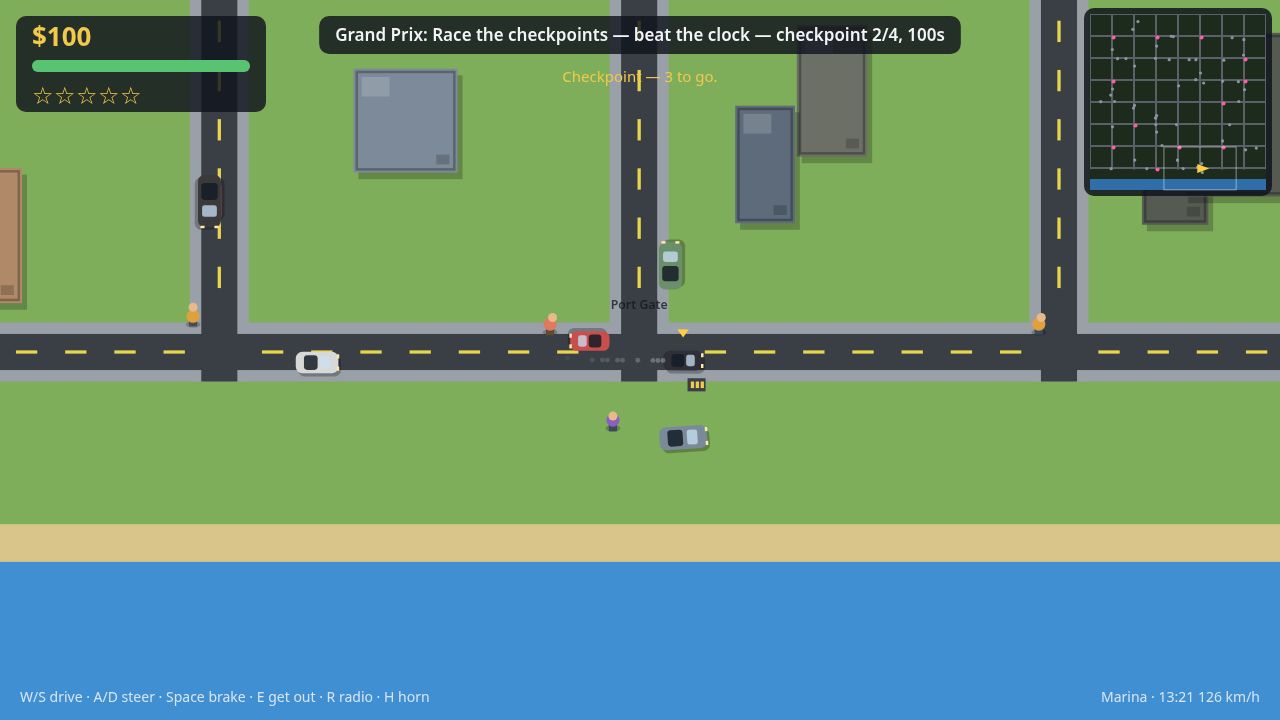 $100
☆☆☆☆☆
Grand Prix: Race the checkpoints — beat the clock — checkpoint 2/4, 100s
Checkpoint — 3 to go.
Port Gate
W/S drive · A/D steer · Space brake · E get out · R radio · H horn
Marina · 13:21 126 km/h